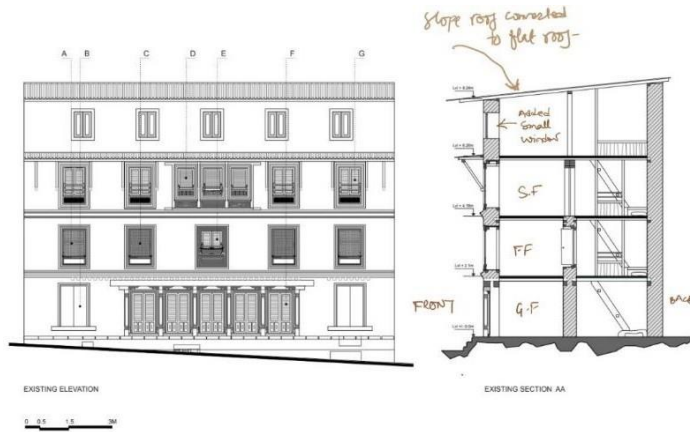 Slope roof converted
to flat roof
A B C D E F G
Added
small
window
S.F
F.F
FRONT
G.F
BACK
EXISTING ELEVATION
EXISTING SECTION AA
0 0.5 1.5 3M